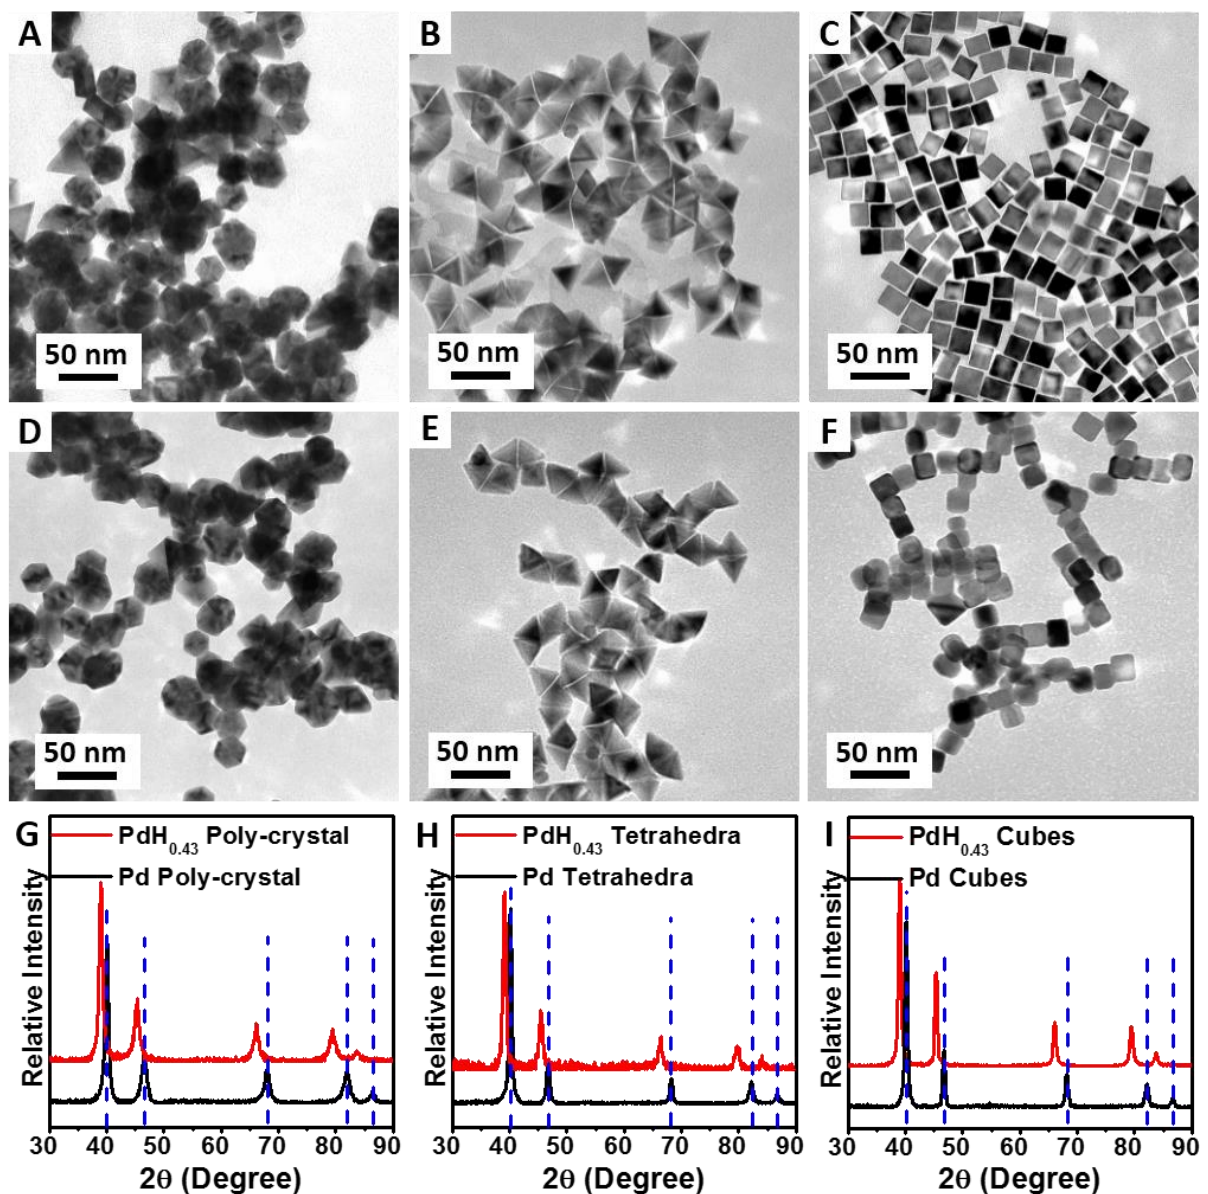 A
B
C
50 nm
50 nm
50 nm
D
E
F
50 nm
50 nm
50 nm
G
PdH0.43 Poly-crystal
Pd Poly-crystal
Relative Intensity
30 40 50 60 70 80 90
2θ (Degree)
H
PdH0.43 Tetrahedra
Pd Tetrahedra
Relative Intensity
30 40 50 60 70 80 90
2θ (Degree)
I
PdH0.43 Cubes
Pd Cubes
Relative Intensity
30 40 50 60 70 80 90
2θ (Degree)